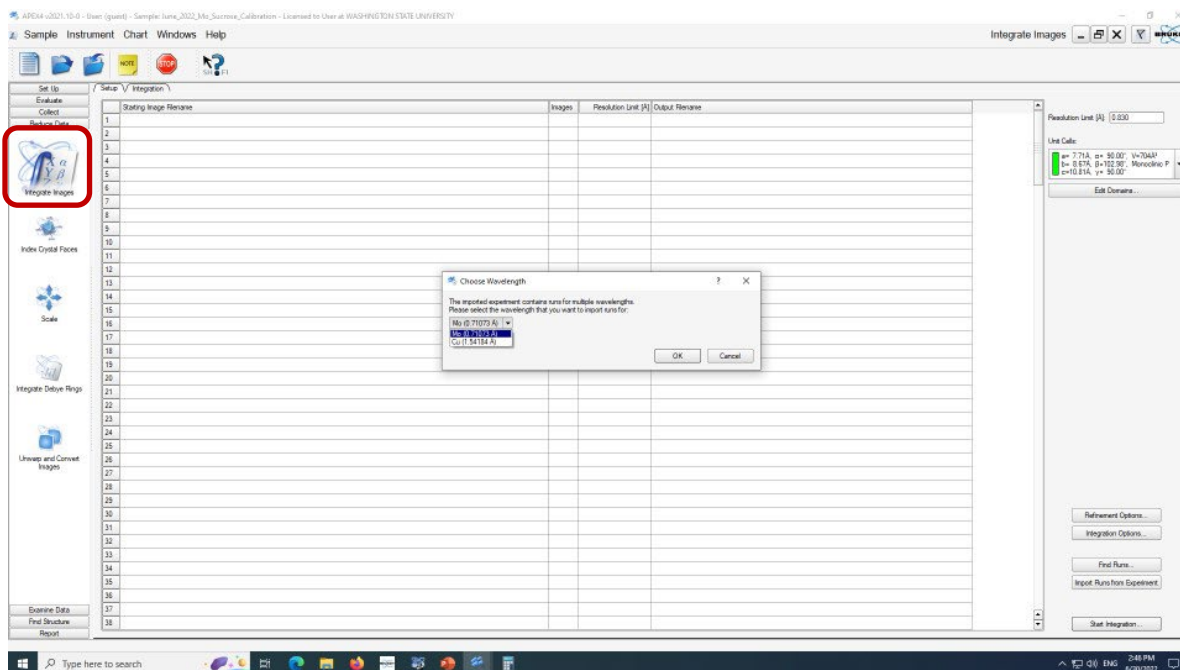 APEX4 v2021.10-0 - User: (guest) - Sample: June_2022_Mo_Sucrose_Calibration - Licensed to User at WASHINGTON STATE UNIVERSITY
Sample Instrument Chart Windows Help
Integrate Images
BRUKER
NOTE
STOP
Set Up
Evaluate
Collect
Reduce Data
Integrate Images
Index Crystal Faces
Scale
Integrate Debye Rings
Unwarp and Convert
Images
Examine Data
Find Structure
Report
Setup Integration
Starting Image Filename Images Resolution Limit [Å] Output Filename
1
2
3
4
5
6
7
8
9
10
11
12
13
14
15
16
17
18
19
20
21
22
23
24
25
26
27
28
29
30
31
32
33
34
35
36
37
38
Choose Wavelength ?
The imported experiment contains runs for multiple wavelengths.
Please select the wavelength that you want to import runs for:
Mo (0.71073 Å)
Mo (0.71073 Å)
Cu (1.54184 Å)
OK Cancel
Resolution Limit [Å]: 0.830
Unit Cells:
a= 7.71Å, α= 90.00°, V=704Å³
b= 8.67Å, β=102.98°, Monoclinic P
c=10.81Å, γ= 90.00°
Edit Domains...
Refinement Options...
Integration Options...
Find Runs...
Import Runs from Experiment
Start Integration...
Type here to search
ENG
2:46 PM
6/30/2022